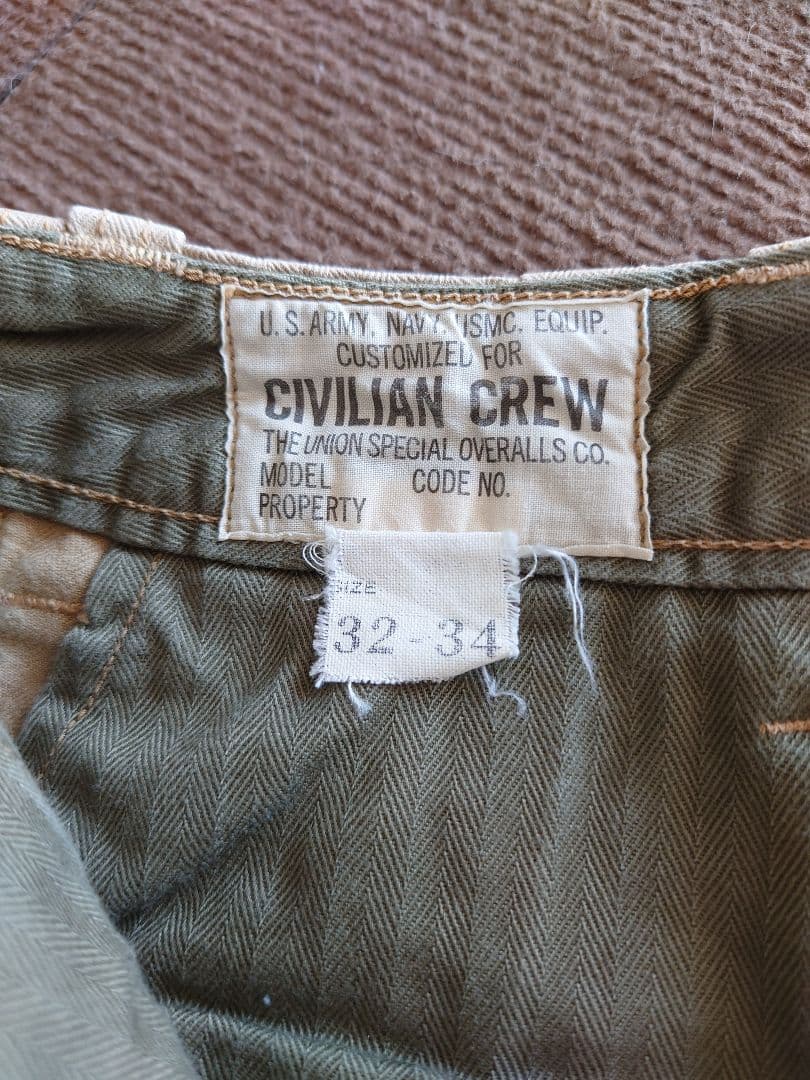 U.S. ARMY. NAVY. USMC. EQUIP.
CUSTOMIZED FOR
CIVILIAN CREW
THE UNION SPECIAL OVERALLS CO.
MODEL CODE NO.
PROPERTY
SIZE
32-34